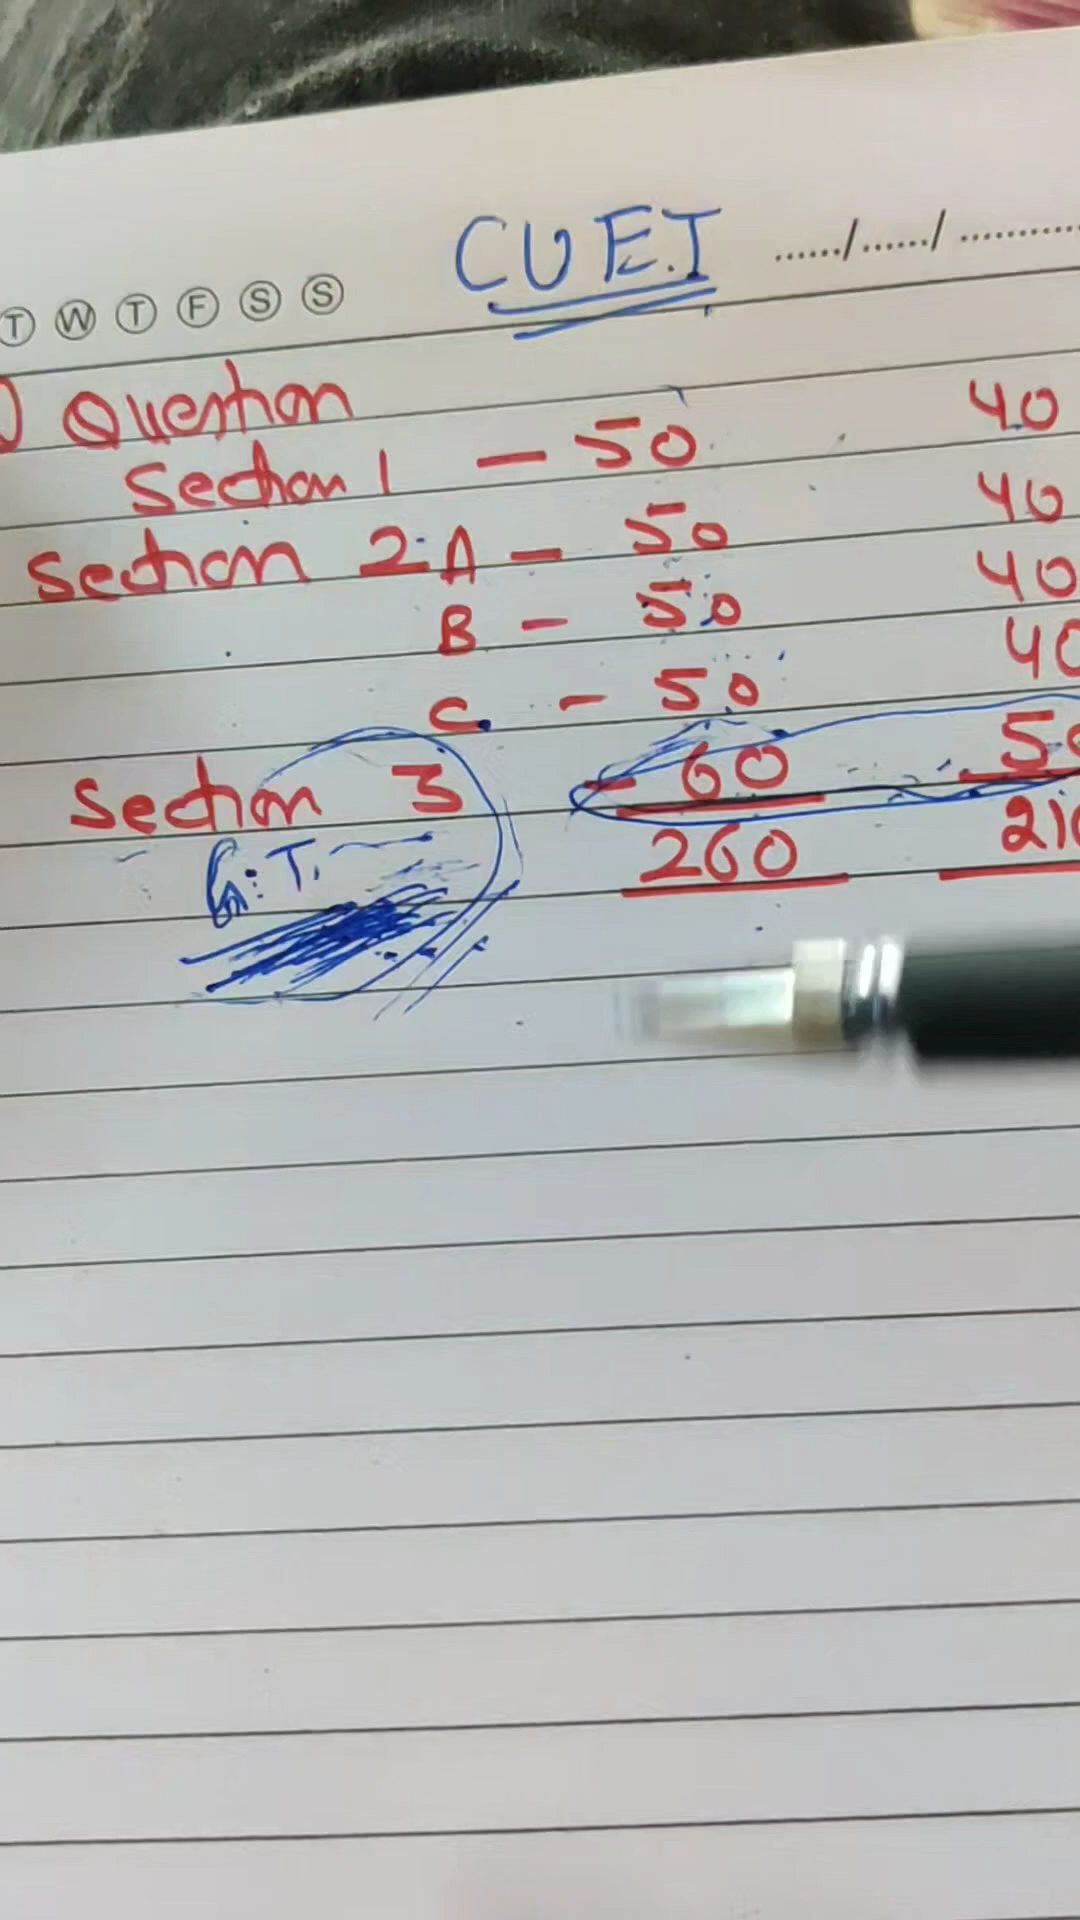 CUET
....../....../..........
T W T F S S
Question
Section 1 - 50 40
Section 2. A - 50 40
B - 50 40
C. - 50 40
Section 3 - 60 50
G.T.
260 210